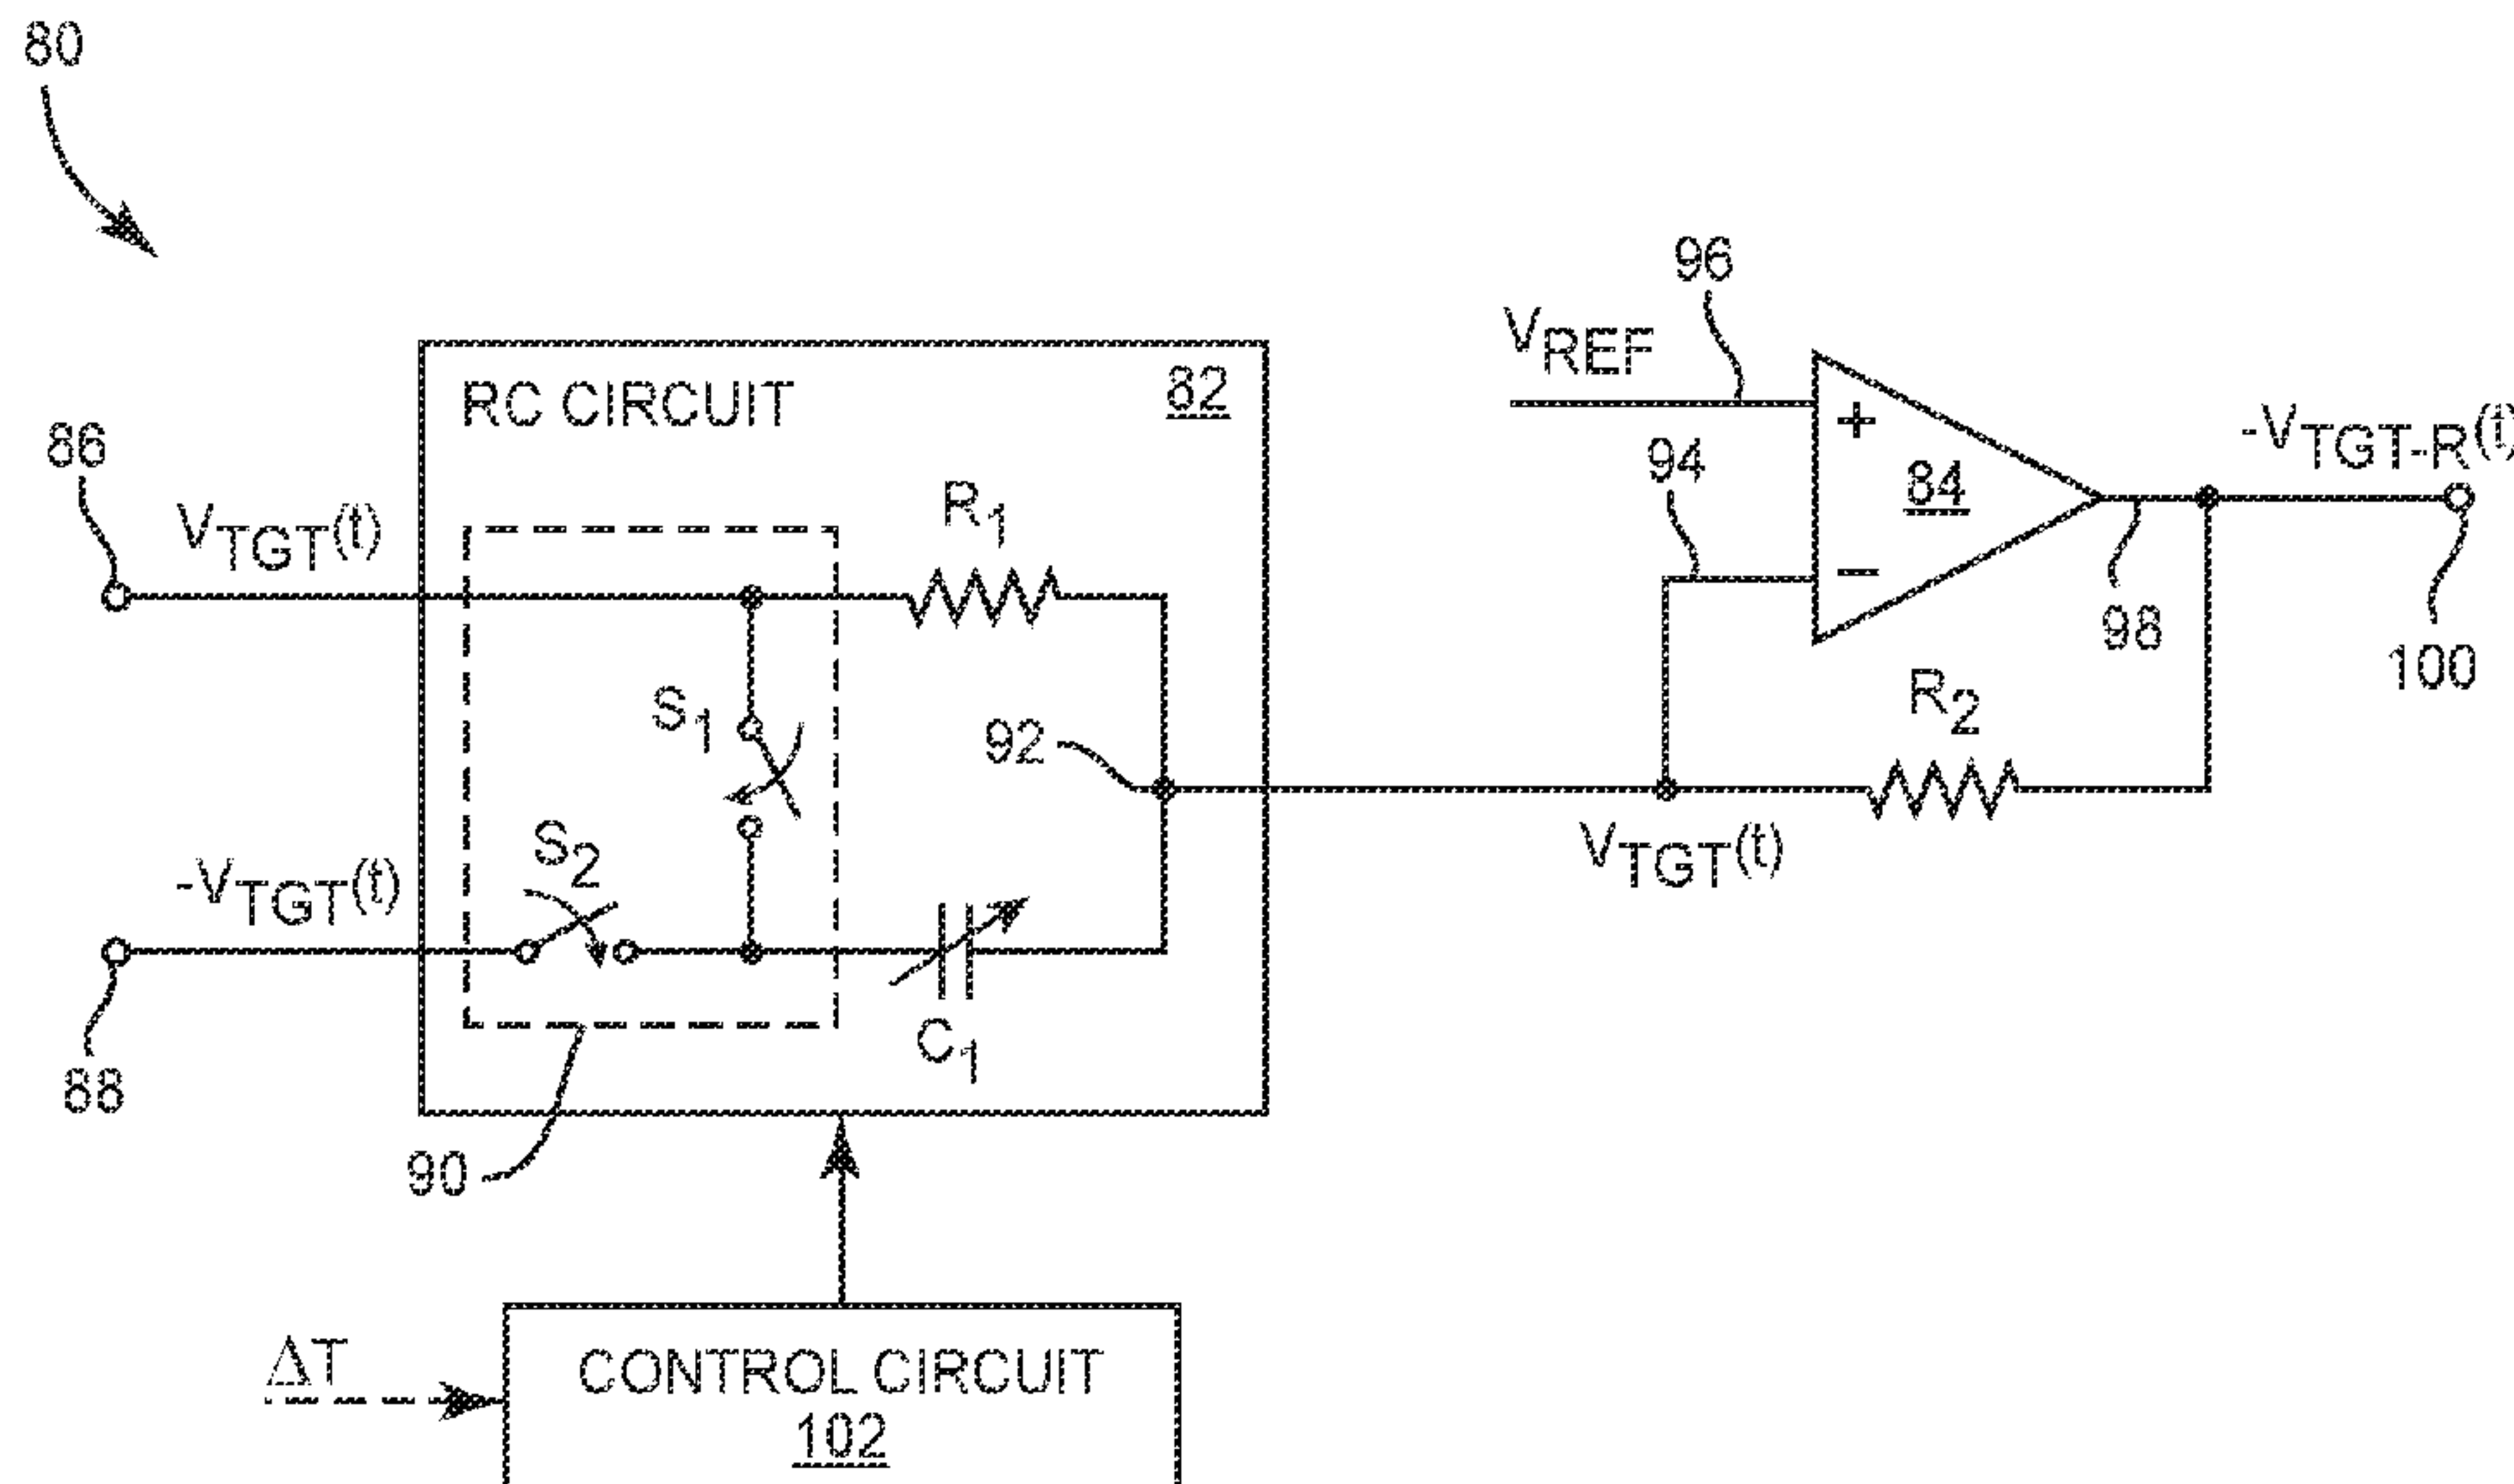 80
96
VREF
RC CIRCUIT
82
86
94
+
84
-VTGT-R(t)
VTGT(t)
R1
−
98
100
S1
R2
92
S2
VTGT(t)
-VTGT(t)
C1
88
90
ΔT
CONTROL CIRCUIT
102